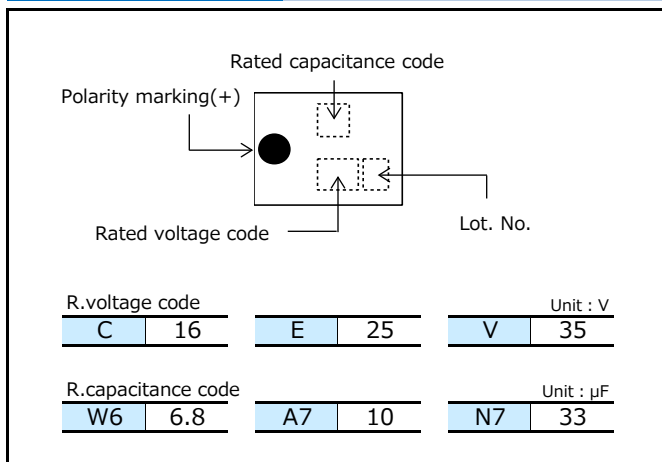 Rated capacitance code
Polarity marking(+)
Rated voltage code
Lot. No.
R.voltage code Unit : V
C 16 E 25 V 35
R.capacitance code Unit : µF
W6 6.8 A7 10 N7 33